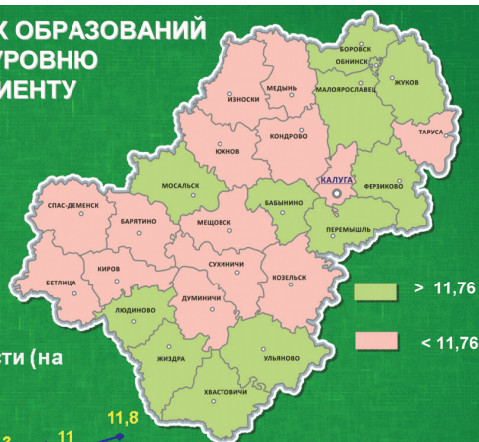 Х ОБРАЗОВАНИЙ
УРОВНЮ
ИЕНТУ
БОРОВСК
ОБНИНСК
ЖУКОВ
МАЛОЯРОСЛАВЕЦ
МЕДЫНЬ
ИЗНОСКИ
КОНДРОВО
ТАРУСА
ЮХНОВ
КАЛУГА
ФЕРЗИКОВО
МОСАЛЬСК
БАБЫНИНО
СПАС-ДЕМЕНСК
БАРЯТИНО
МЕЩОВСК
ПЕРЕМЫШЛЬ
СУХИНИЧИ
КИРОВ
КОЗЕЛЬСК
БЕТЛИЦА
ДУМИНИЧИ
> 11,76
ЛЮДИНОВО
< 11,76
сти (на
ЖИЗДРА
УЛЬЯНОВО
ХВАСТОВИЧИ
11,8
11